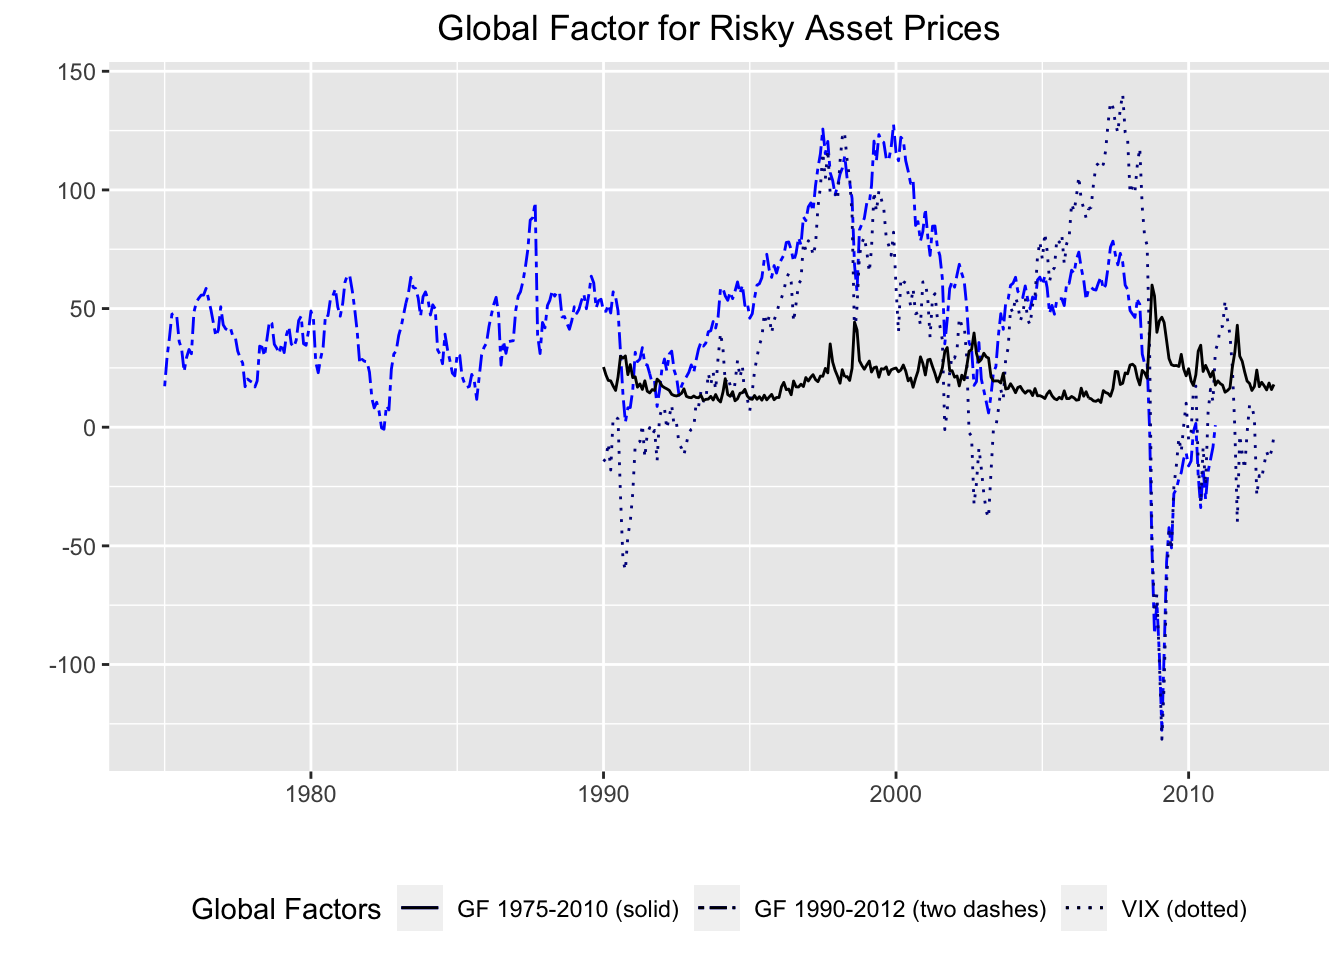 Global Factor for Risky Asset Prices
150
100
50
0
-50
-100
1980 1990 2000 2010
Global Factors GF 1975-2010 (solid) GF 1990-2012 (two dashes) VIX (dotted)